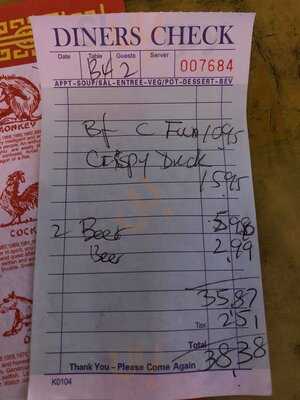 DINERS CHECK
Date Table Guests Server
B4 2 007684
APPT-SOUP/SAL-ENTREE-VEG/POT-DESSERT-BEV
Bf C Fun 10.95
Crispy Duck
15.95
2 Beer 5.98
Beer 2.99
35.87
Tax 2.51
Total 38.38
Thank You - Please Come Again
K0104
MONKEY
COCK